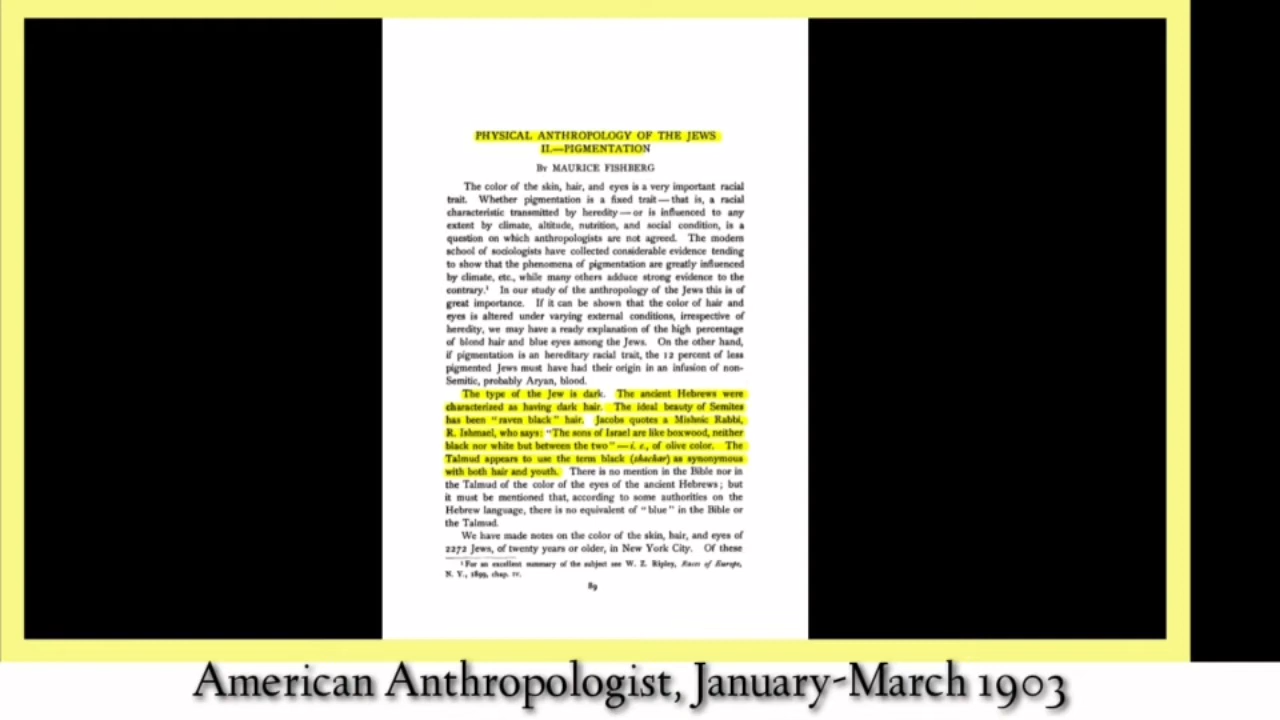 PHYSICAL ANTHROPOLOGY OF THE JEWS
II.—PIGMENTATION
By MAURICE FISHBERG
The color of the skin, hair, and eyes is a very important racial
trait. Whether pigmentation is a fixed trait — that is, a racial
characteristic transmitted by heredity — or is influenced to any
extent by climate, altitude, nutrition, and social condition, is a
question on which anthropologists are not agreed. The modern
school of sociologists have collected considerable evidence tending
to show that the phenomena of pigmentation are greatly influenced
by climate, etc., while many others adduce strong evidence to the
contrary.¹ In our study of the anthropology of the Jews this is of
great importance. If it can be shown that the color of hair and
eyes is altered under varying external conditions, irrespective of
heredity, we may have a ready explanation of the high percentage
of blond hair and blue eyes among the Jews. On the other hand,
if pigmentation is an hereditary racial trait, the 12 percent of less
pigmented Jews must have had their origin in an infusion of non-
Semitic, probably Aryan, blood.
The type of the Jew is dark. The ancient Hebrews were
characterized as having dark hair. The ideal beauty of Semites
has been "raven black" hair. Jacobs quotes a Mishnic Rabbi,
R. Ishmael, who says: "The sons of Israel are like boxwood, neither
black nor white but between the two" — i. e., of olive color. The
Talmud appears to use the term black (shachar) as synonymous
with both hair and youth. There is no mention in the Bible nor in
the Talmud of the color of the eyes of the ancient Hebrews; but
it must be mentioned that, according to some authorities on the
Hebrew language, there is no equivalent of "blue" in the Bible or
the Talmud.
We have made notes on the color of the skin, hair, and eyes of
2272 Jews, of twenty years or older, in New York City. Of these
¹ For an excellent summary of the subject see W. Z. Ripley, Races of Europe,
N. Y., 1899, chap. IV.
89
American Anthropologist, January-March 1903